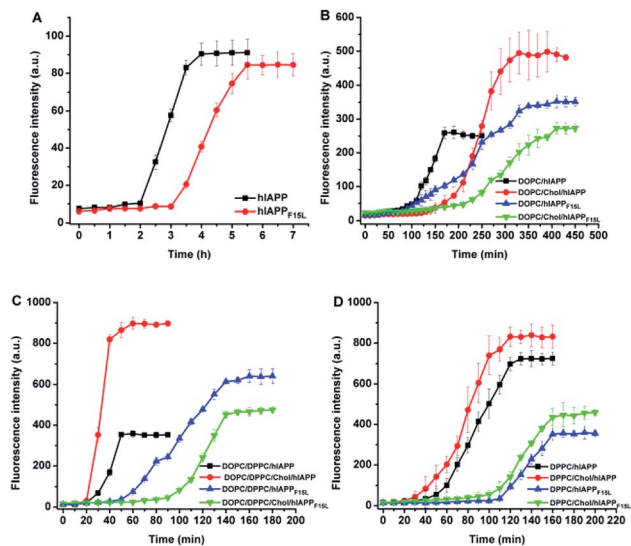 A
Fluorescence intensity (a.u.)
100
80
60
40
20
0
hIAPP
hIAPPF15L
0 1 2 3 4 5 6 7
Time (h)
B
Fluorescence intensity (a.u.)
600
500
400
300
200
100
0
DOPC/hIAPP
DOPC/Chol/hIAPP
DOPC/hIAPPF15L
DOPC/Chol/hIAPPF15L
0 50 100 150 200 250 300 350 400 450 500
Time (min)
C
Fluorescence intensity (a.u.)
1000
800
600
400
200
0
DOPC/DPPC/hIAPP
DOPC/DPPC/Chol/hIAPP
DOPC/DPPC/hIAPPF15L
DOPC/DPPC/Chol/hIAPPF15L
0 20 40 60 80 100 120 140 160 180 200
Time (min)
D
Fluorescence intensity (a.u.)
1000
800
600
400
200
0
DPPC/hIAPP
DPPC/Chol/hIAPP
DPPC/hIAPPF15L
DPPC/Chol/hIAPPF15L
0 20 40 60 80 100 120 140 160 180 200
Time (min)